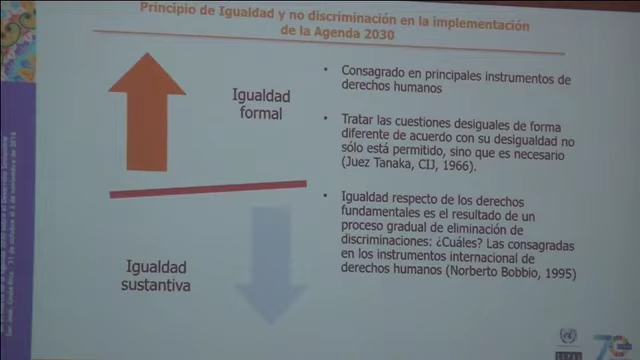 Principio de Igualdad y no discriminación en la implementación
de la Agenda 2030
Igualdad
formal
• Consagrado en principales instrumentos de
derechos humanos
• Tratar las cuestiones desiguales de forma
diferente de acuerdo con su desigualdad no
sólo está permitido, sino que es necesario
(Juez Tanaka, CIJ, 1966).
• Igualdad respecto de los derechos
fundamentales es el resultado de un
proceso gradual de eliminación de
discriminaciones: ¿Cuáles? Las consagradas
en los instrumentos internacional de
derechos humanos (Norberto Bobbio, 1995)
Igualdad
sustantiva